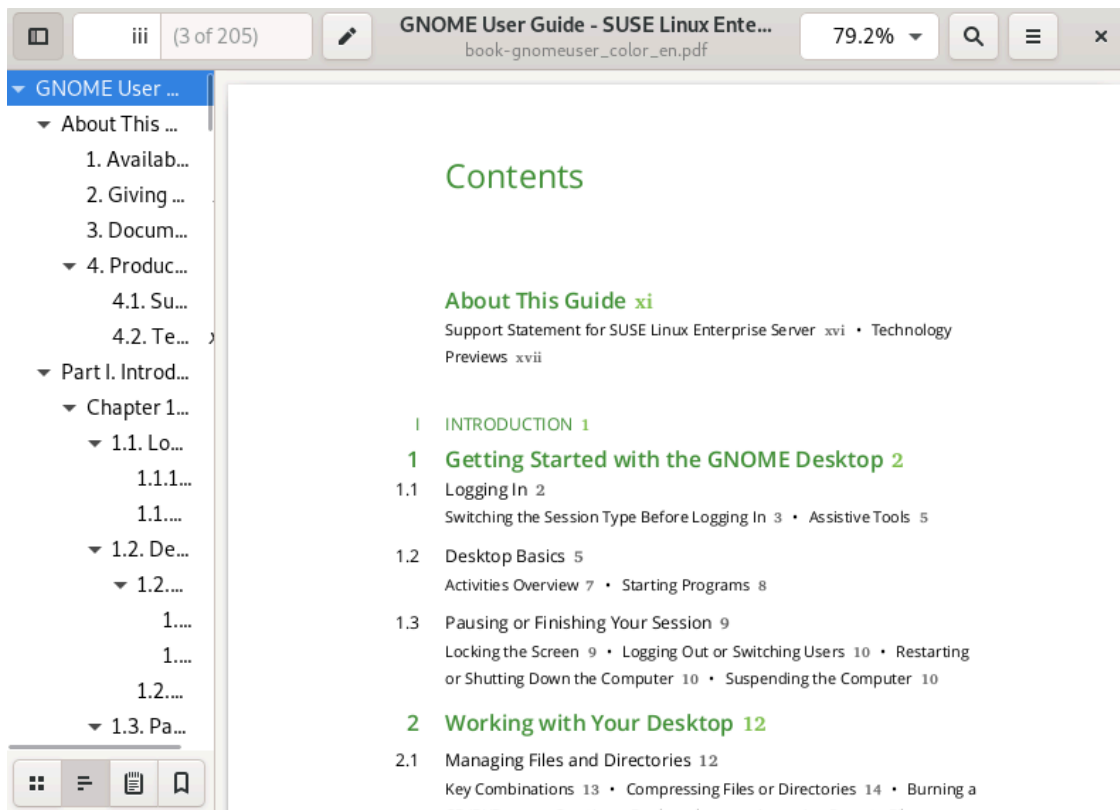 iii (3 of 205)
GNOME User Guide - SUSE Linux Ente...
book-gnomeuser_color_en.pdf
79.2%
GNOME User ...
About This ...
1. Availab...
2. Giving ...
3. Docum...
4. Produc...
4.1. Su...
4.2. Te...
Part I. Introd...
Chapter 1...
1.1. Lo...
1.1.1...
1.1....
1.2. De...
1.2....
1....
1....
1.2....
1.3. Pa...
Contents
About This Guide xi
Support Statement for SUSE Linux Enterprise Server xvi • Technology
Previews xvii
I INTRODUCTION 1
1 Getting Started with the GNOME Desktop 2
1.1 Logging In 2
Switching the Session Type Before Logging In 3 • Assistive Tools 5
1.2 Desktop Basics 5
Activities Overview 7 • Starting Programs 8
1.3 Pausing or Finishing Your Session 9
Locking the Screen 9 • Logging Out or Switching Users 10 • Restarting
or Shutting Down the Computer 10 • Suspending the Computer 10
2 Working with Your Desktop 12
2.1 Managing Files and Directories 12
Key Combinations 13 • Compressing Files or Directories 14 • Burning a